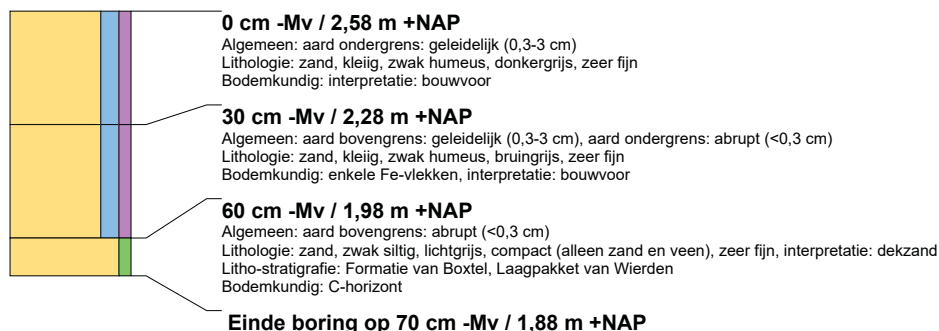 0 cm -Mv / 2,58 m +NAP
Algemeen: aard ondergrens: geleidelijk (0,3-3 cm)
Lithologie: zand, kleiig, zwak humeus, donkergrijs, zeer fijn
Bodemkundig: interpretatie: bouwvoor
30 cm -Mv / 2,28 m +NAP
Algemeen: aard bovengrens: geleidelijk (0,3-3 cm), aard ondergrens: abrupt (<0,3 cm)
Lithologie: zand, kleiig, zwak humeus, bruingrijs, zeer fijn
Bodemkundig: enkele Fe-vlekken, interpretatie: bouwvoor
60 cm -Mv / 1,98 m +NAP
Algemeen: aard bovengrens: abrupt (<0,3 cm)
Lithologie: zand, zwak siltig, lichtgrijs, compact (alleen zand en veen), zeer fijn, interpretatie: dekzand
Litho-stratigrafie: Formatie van Boxtel, Laagpakket van Wierden
Bodemkundig: C-horizont
Einde boring op 70 cm -Mv / 1,88 m +NAP